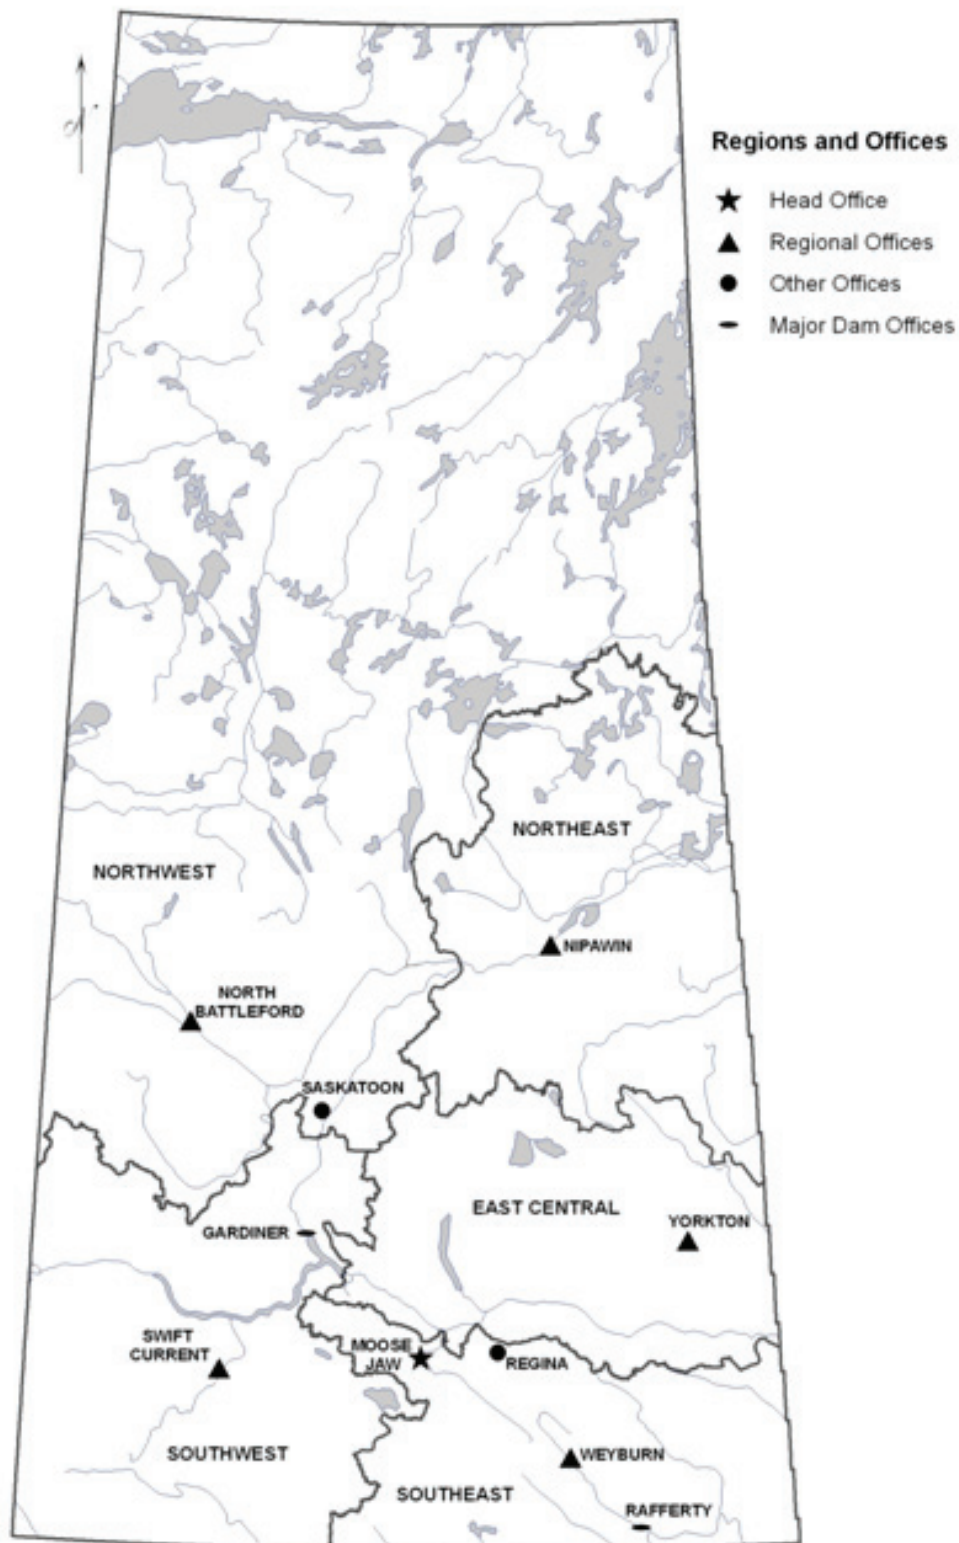 Regions and Offices
Head Office
Regional Offices
Other Offices
Major Dam Offices
NORTHEAST
NORTHWEST
NIPAWIN
NORTH
BATTLEFORD
SASKATOON
EAST CENTRAL
YORKTON
GARDINER
SWIFT
CURRENT
MOOSE
JAW
REGINA
SOUTHWEST
WEYBURN
SOUTHEAST
RAFFERTY